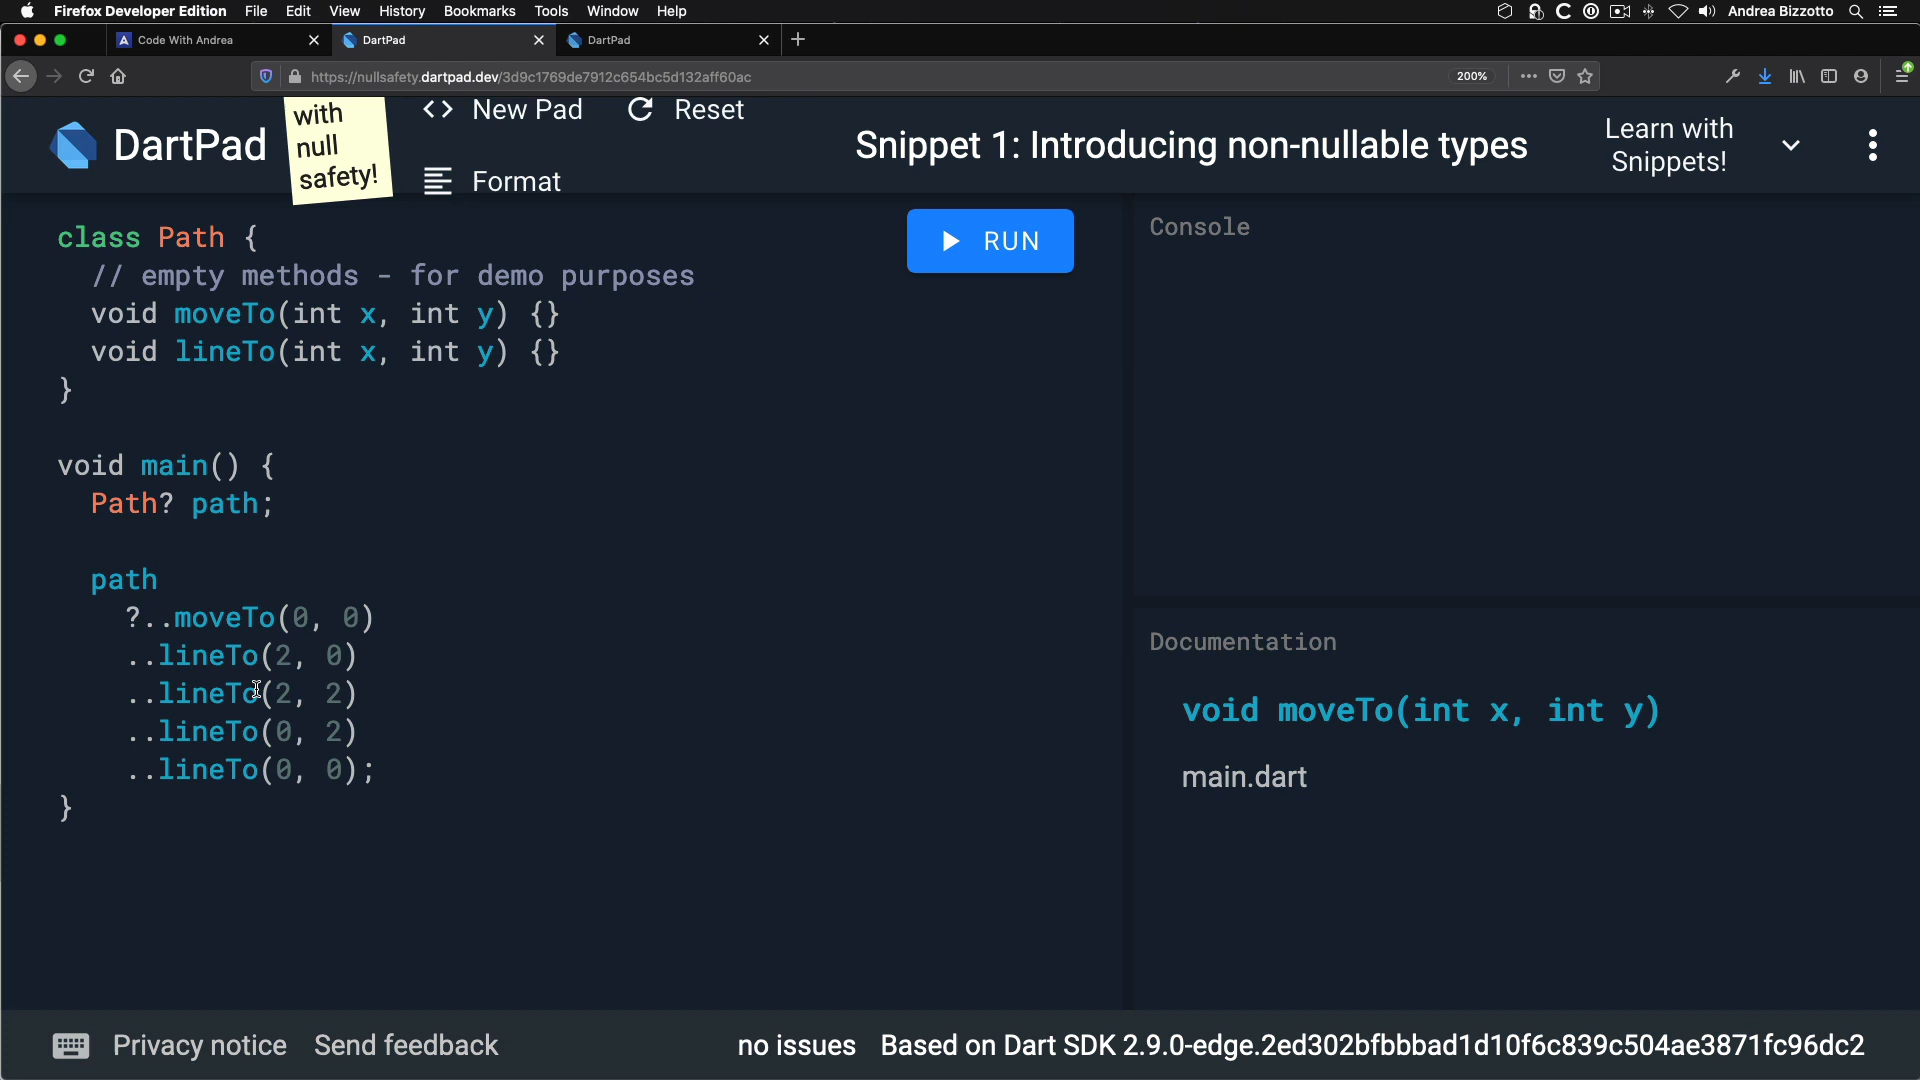 Firefox Developer Edition File Edit View History Bookmarks Tools Window Help Andrea Bizzotto
Code With Andrea DartPad DartPad
https://nullsafety.dartpad.dev/3d9c1769de7912c654bc5d132aff60ac 200%
DartPad
with
null
safety!
<> New Pad Reset
Format
Snippet 1: Introducing non-nullable types
Learn with
Snippets!
class Path {
// empty methods - for demo purposes
void moveTo(int x, int y) {}
void lineTo(int x, int y) {}
}
void main() {
Path? path;
path
?..moveTo(0, 0)
..lineTo(2, 0)
..lineTo(2, 2)
..lineTo(0, 2)
..lineTo(0, 0);
}
RUN
Console
Documentation
void moveTo(int x, int y)
main.dart
Privacy notice Send feedback no issues Based on Dart SDK 2.9.0-edge.2ed302bfbbbad1d10f6c839c504ae3871fc96dc2